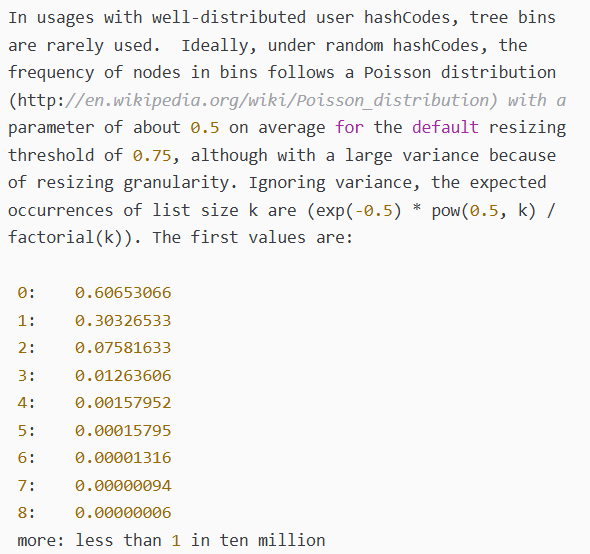 In usages with well-distributed user hashCodes, tree bins
are rarely used.  Ideally, under random hashCodes, the
frequency of nodes in bins follows a Poisson distribution
(http://en.wikipedia.org/wiki/Poisson_distribution) with a
parameter of about 0.5 on average for the default resizing
threshold of 0.75, although with a large variance because
of resizing granularity. Ignoring variance, the expected
occurrences of list size k are (exp(-0.5) * pow(0.5, k) /
factorial(k)). The first values are:

0:    0.60653066
1:    0.30326533
2:    0.07581633
3:    0.01263606
4:    0.00157952
5:    0.00015795
6:    0.00001316
7:    0.00000094
8:    0.00000006
more: less than 1 in ten million